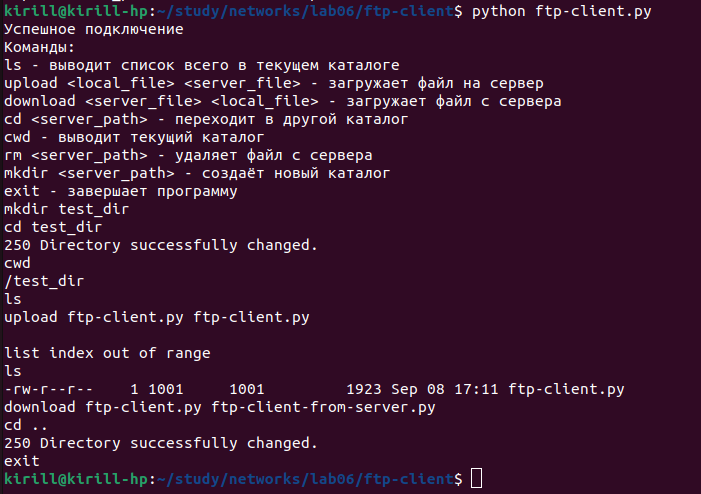 kirill@kirill-hp:~/study/networks/lab06/ftp-client$ python ftp-client.py
Успешное подключение
Команды:
ls - выводит список всего в текущем каталоге
upload <local_file> <server_file> - загружает файл на сервер
download <server_file> <local_file> - загружает файл с сервера
cd <server_path> - переходит в другой каталог
cwd - выводит текущий каталог
rm <server_path> - удаляет файл с сервера
mkdir <server_path> - создаёт новый каталог
exit - завершает программу
mkdir test_dir
cd test_dir
250 Directory successfully changed.
cwd
/test_dir
ls
upload ftp-client.py ftp-client.py
list index out of range
ls
-rw-r--r--    1 1001     1001         1923 Sep 08 17:11 ftp-client.py
download ftp-client.py ftp-client-from-server.py
cd ..
250 Directory successfully changed.
exit
kirill@kirill-hp:~/study/networks/lab06/ftp-client$